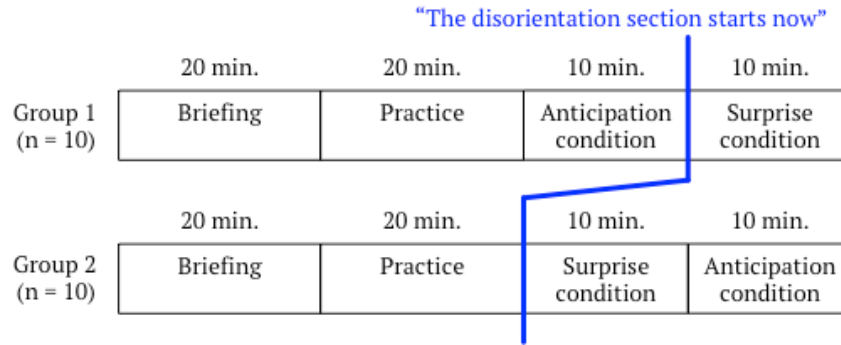 “The disorientation section starts now”
20 min. 20 min. 10 min. 10 min.
Group 1 Briefing Practice Anticipation Surprise
(n = 10) condition condition
20 min. 20 min. 10 min. 10 min.
Group 2 Briefing Practice Surprise Anticipation
(n = 10) condition condition